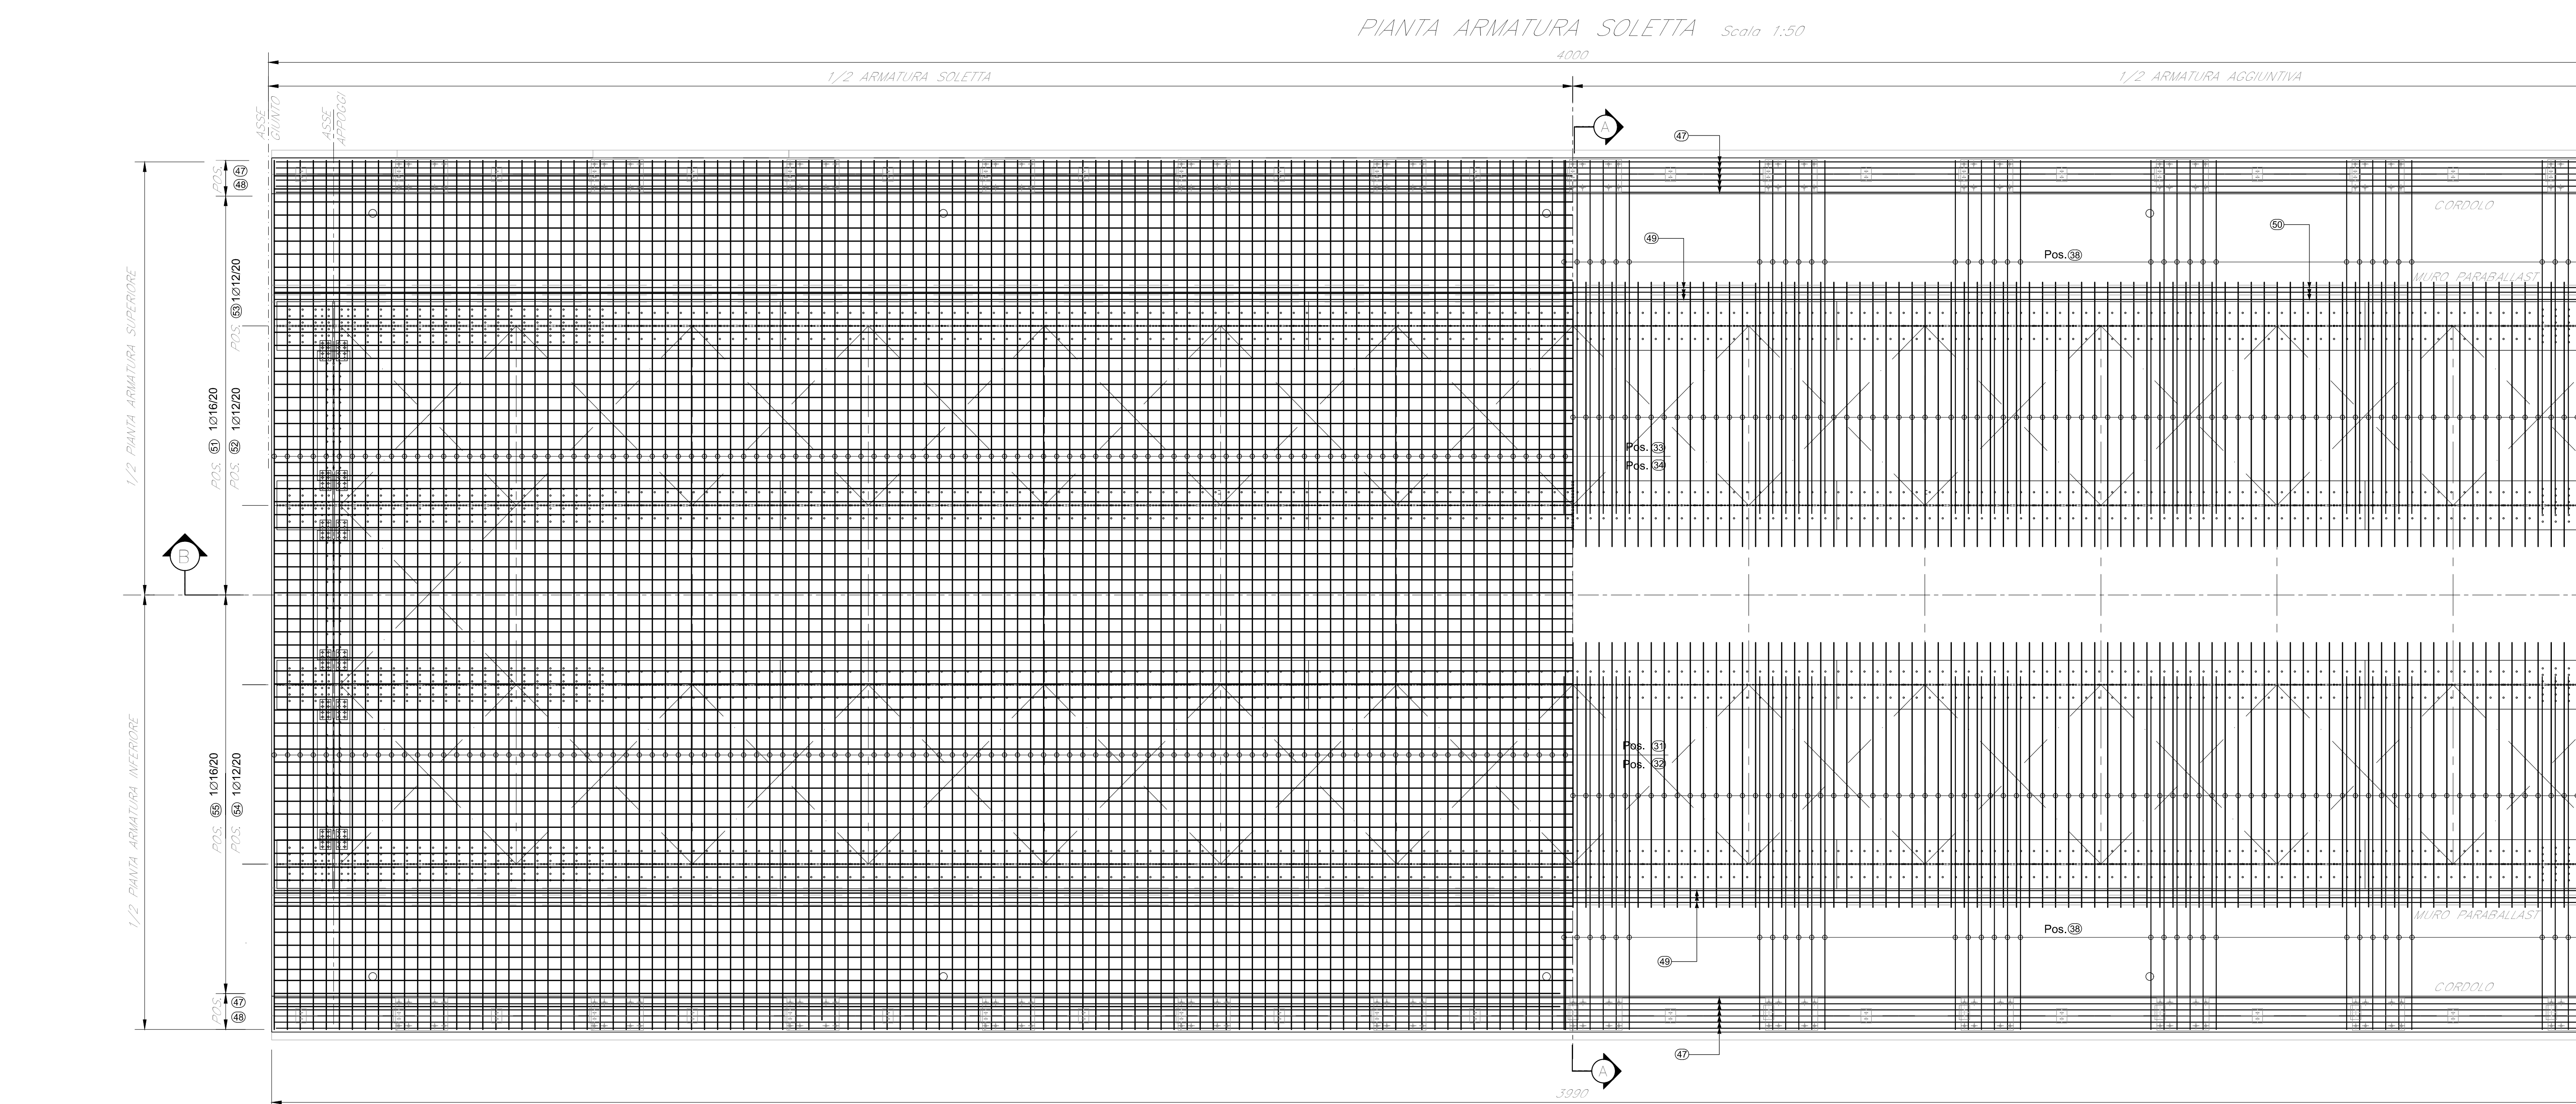 PIANTA ARMATURA SOLETTA Scala 1:50
4000
1/2 ARMATURA SOLETTA
1/2 ARMATURA AGGIUNTIVA
ASSE
GIUNTO
ASSE
APPOGGI
A
47
POS. 47
48
CORDOLO
49
50
Pos. 38
MURO PARABALLAST
1/2 PIANTA ARMATURA SUPERIORE
POS. 53 1Ø12/20
POS. 51 1Ø16/20
POS. 52 1Ø12/20
Pos. 33
Pos. 34
B
Pos. 31
Pos. 32
1/2 PIANTA ARMATURA INFERIORE
POS. 55 1Ø16/20
POS. 54 1Ø12/20
MURO PARABALLAST
Pos. 38
49
CORDOLO
POS. 47
48
47
A
3990